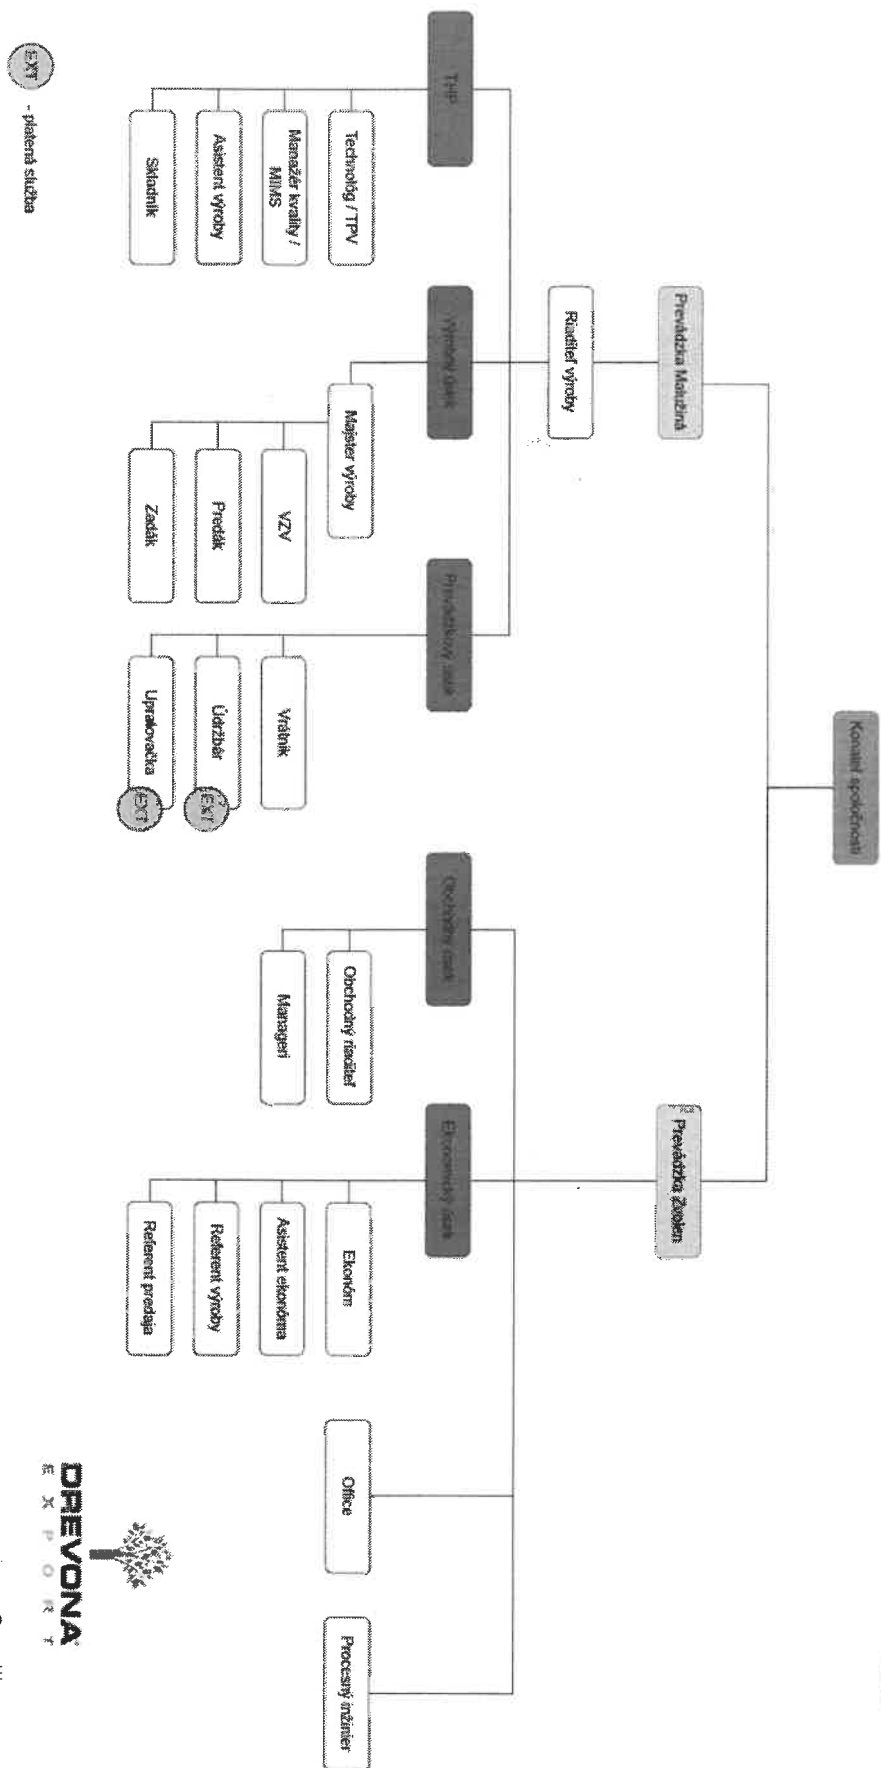 Konateľ spoločnosti
Prevádzka Malužiná
Prevádzka Zvolen
Riaditeľ výroby
THP
Výrobný úsek
Prevádzkový úsek
Obchodný úsek
Ekonomický úsek
Technológ / TPV
Manažér kvality /
MIMS
Asistent výroby
Skladník
Majster výroby
VZV
Predák
Zadák
Vrátnik
Údržbár
EXT
Upratovačka
EXT
Obchodný riaditeľ
Manageri
Ekonóm
Asistent ekonóma
Referent výroby
Referent predaja
Office
Procesný inžinier
EXT - platená služba
DREVONA
EXPORT